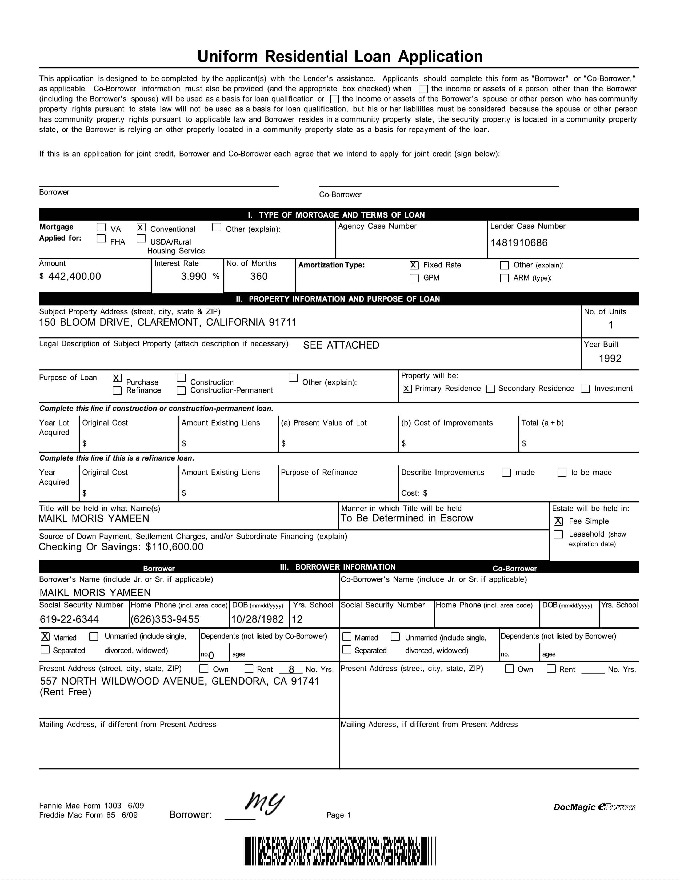 Uniform Residential Loan Application
This application is designed to be completed by the applicant(s) with the Lender's assistance. Applicants should complete this form as "Borrower" or "Co-Borrower,"
as applicable. Co-Borrower information must also be provided (and the appropriate box checked) when the income or assets of a person other than the Borrower
(including the Borrower's spouse) will be used as a basis for loan qualification or the income or assets of the Borrower's spouse or other person who has community
property rights pursuant to state law will not be used as a basis for loan qualification, but his or her liabilities must be considered because the spouse or other person
has community property rights pursuant to applicable law and Borrower resides in a community property state, the security property is located in a community property
state, or the Borrower is relying on other property located in a community property state as a basis for repayment of the loan.
If this is an application for joint credit, Borrower and Co-Borrower each agree that we intend to apply for joint credit (sign below):
Borrower Co-Borrower
I. TYPE OF MORTGAGE AND TERMS OF LOAN
Mortgage VA X Conventional Other (explain): Agency Case Number Lender Case Number
Applied for: FHA USDA/Rural 1481910686
Housing Service
Amount Interest Rate No. of Months Amortization Type: X Fixed Rate Other (explain):
$ 442,400.00 3.990 % 360 GPM ARM (type):
II. PROPERTY INFORMATION AND PURPOSE OF LOAN
Subject Property Address (street, city, state & ZIP) No. of Units
150 BLOOM DRIVE, CLAREMONT, CALIFORNIA 91711 1
Legal Description of Subject Property (attach description if necessary) SEE ATTACHED Year Built
1992
Purpose of Loan X Purchase Construction Other (explain): Property will be:
Refinance Construction-Permanent X Primary Residence Secondary Residence Investment
Complete this line if construction or construction-permanent loan.
Year Lot Original Cost Amount Existing Liens (a) Present Value of Lot (b) Cost of Improvements Total (a + b)
Acquired
$ $ $ $ $
Complete this line if this is a refinance loan.
Year Original Cost Amount Existing Liens Purpose of Refinance Describe Improvements made to be made
Acquired
$ $ Cost: $
Title will be held in what Name(s) Manner in which Title will be held Estate will be held in:
MAIKL MORIS YAMEEN To Be Determined in Escrow X Fee Simple
Source of Down Payment, Settlement Charges, and/or Subordinate Financing (explain) Leasehold (show
Checking Or Savings: $110,600.00 expiration date)
Borrower III. BORROWER INFORMATION Co-Borrower
Borrower's Name (include Jr. or Sr. if applicable) Co-Borrower's Name (include Jr. or Sr. if applicable)
MAIKL MORIS YAMEEN
Social Security Number Home Phone (incl. area code) DOB (mm/dd/yyyy) Yrs. School Social Security Number Home Phone (incl. area code) DOB (mm/dd/yyyy) Yrs. School
619-22-6344 (626)353-9455 10/28/1982 12
X Married Unmarried (include single, Dependents (not listed by Co-Borrower) Married Unmarried (include single, Dependents (not listed by Borrower)
Separated divorced, widowed) no. 0 ages Separated divorced, widowed) no. ages
Present Address (street, city, state, ZIP) Own Rent 8 No. Yrs. Present Address (street, city, state, ZIP) Own Rent No. Yrs.
557 NORTH WILDWOOD AVENUE, GLENDORA, CA 91741
(Rent Free)
Mailing Address, if different from Present Address Mailing Address, if different from Present Address
Fannie Mae Form 1003 6/09
Freddie Mac Form 65 6/09 Borrower: MY Page 1 DocMagic